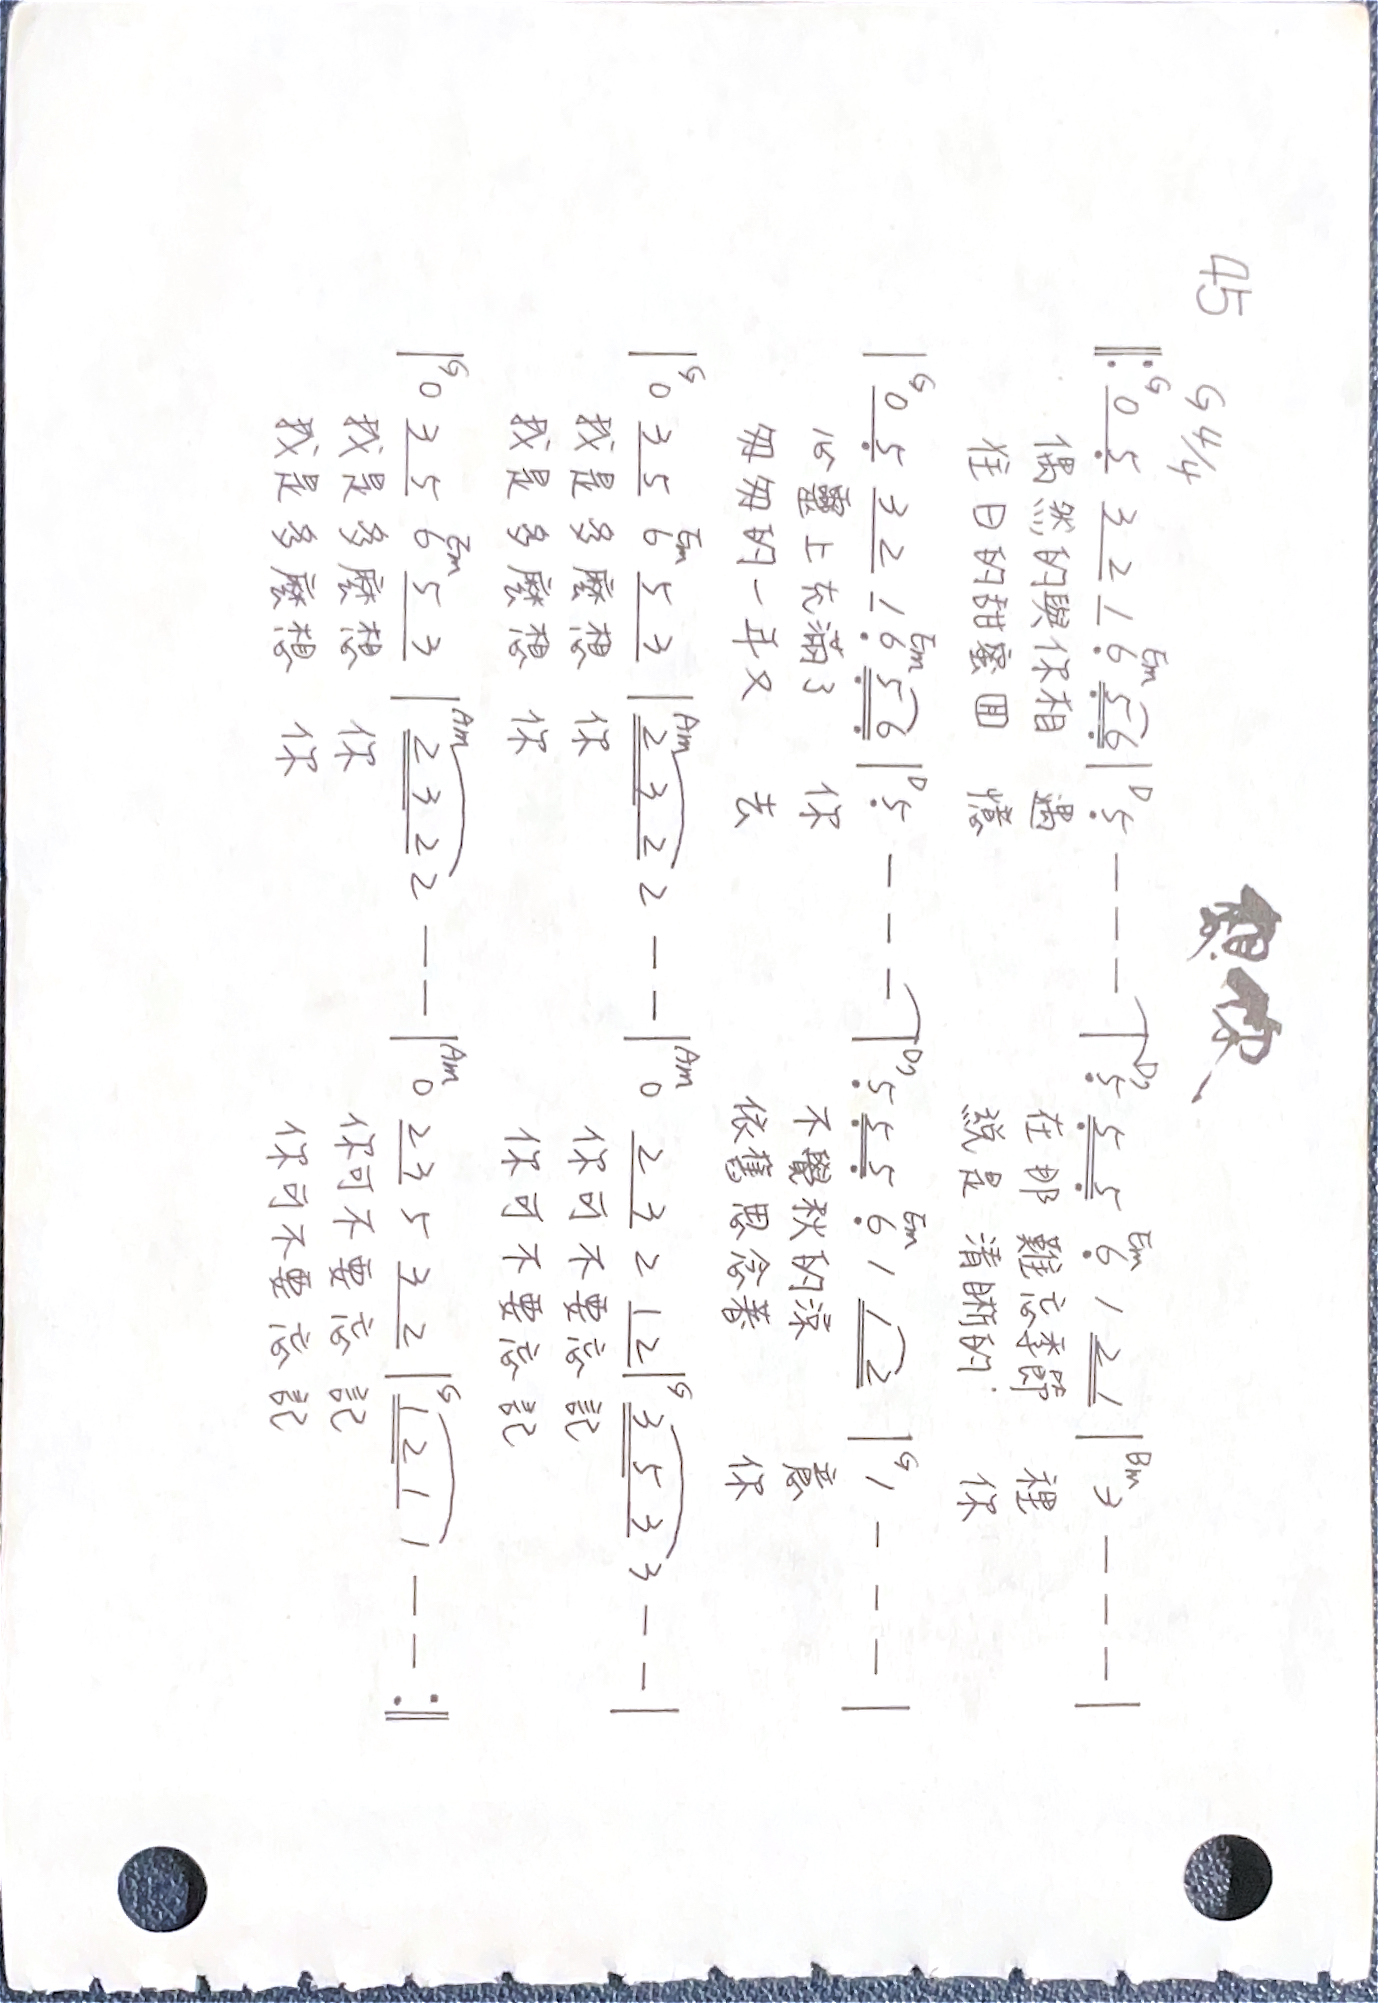 想你
45 G 4/4
G Em D D7 Em Bm
‖: 0 5 3 2 1 6 5 6 | 5 - - - | 5 5 5 6 1 2 1 | 3 - - - |
偶然的與你相 遇 在那 難忘季節 裡
往日的甜蜜回 憶 說是 清晰的 你
G Em D D7 Em G
| 0 5 3 2 1 6 5 6 | 5 - - - | 5 5 5 6 1 1 2 | 1 - - - |
心靈上充滿了 你 不覺秋的涼 意
匆匆的一年又 去 依舊思念著 你
G Em Am Am G
| 0 3 5 6 5 3 | 2 3 2 2 - - | 0 2 3 2 1 2 | 3 5 3 3 - - |
我是多麼想 你 你可不要忘 記
我是多麼想 你 你可不要忘 記
G Em Am Am G
| 0 3 5 6 5 3 | 2 3 2 2 - - | 0 2 3 5 3 2 | 1 2 1 1 - - :‖
我是多麼想 你 你可不要忘 記
我是多麼想 你 你可不要忘 記